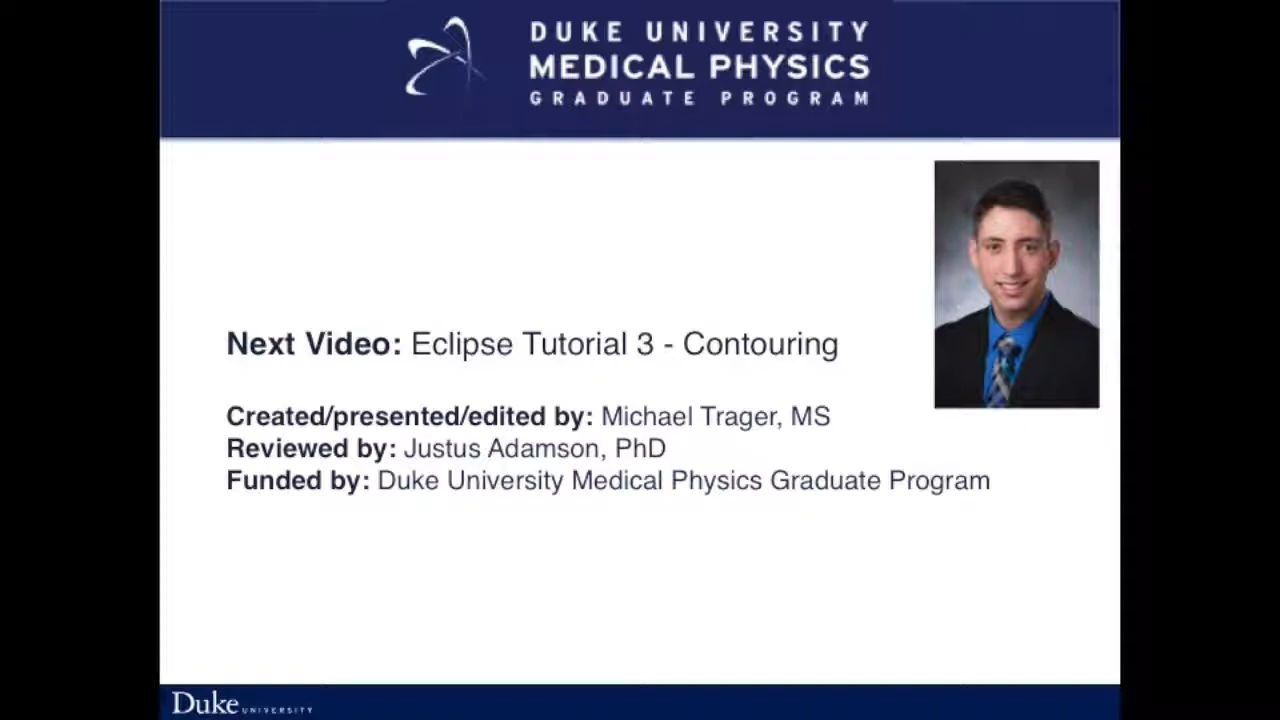 DUKE UNIVERSITY
MEDICAL PHYSICS
GRADUATE PROGRAM
Next Video: Eclipse Tutorial 3 - Contouring
Created/presented/edited by: Michael Trager, MS
Reviewed by: Justus Adamson, PhD
Funded by: Duke University Medical Physics Graduate Program
Duke UNIVERSITY